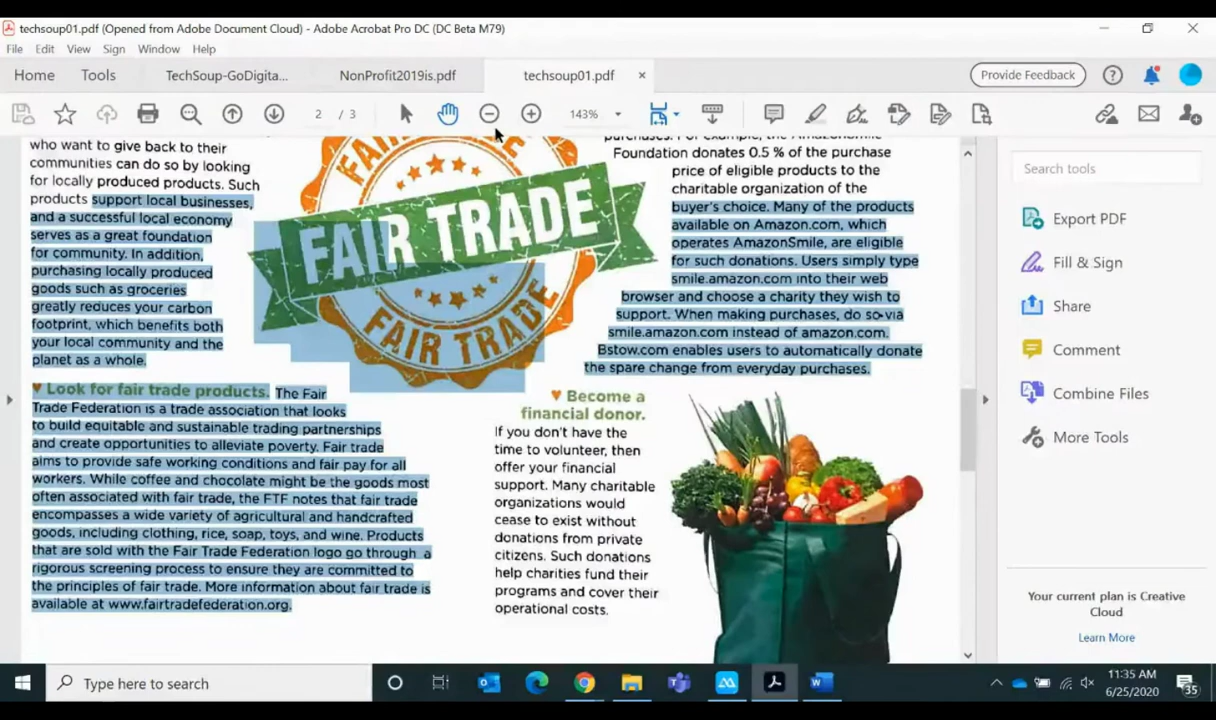 techsoup01.pdf (Opened from Adobe Document Cloud) - Adobe Acrobat Pro DC (DC Beta M79)
File Edit View Sign Window Help
Home Tools TechSoup-GoDigita... NonProfit2019is.pdf techsoup01.pdf × Provide Feedback
2 / 3 143%
who want to give back to their
communities can do so by looking
for locally produced products. Such
products support local businesses,
and a successful local economy
serves as a great foundation
for community. In addition,
purchasing locally produced
goods such as groceries
greatly reduces your carbon
footprint, which benefits both
your local community and the
planet as a whole.
♥ Look for fair trade products. The Fair
Trade Federation is a trade association that looks
to build equitable and sustainable trading partnerships
and create opportunities to alleviate poverty. Fair trade
aims to provide safe working conditions and fair pay for all
workers. While coffee and chocolate might be the goods most
often associated with fair trade, the FTF notes that fair trade
encompasses a wide variety of agricultural and handcrafted
goods, including clothing, rice, soap, toys, and wine. Products
that are sold with the Fair Trade Federation logo go through a
rigorous screening process to ensure they are committed to
the principles of fair trade. More information about fair trade is
available at www.fairtradefederation.org.
FAIR TRADE
FAIR TRADE
FAIR TRADE
purchases. For example, the AmazonSmile
Foundation donates 0.5 % of the purchase
price of eligible products to the
charitable organization of the
buyer's choice. Many of the products
available on Amazon.com, which
operates AmazonSmile, are eligible
for such donations. Users simply type
smile.amazon.com into their web
browser and choose a charity they wish to
support. When making purchases, do so via
smile.amazon.com instead of amazon.com.
Bstow.com enables users to automatically donate
the spare change from everyday purchases.
♥ Become a
financial donor.
If you don't have the
time to volunteer, then
offer your financial
support. Many charitable
organizations would
cease to exist without
donations from private
citizens. Such donations
help charities fund their
programs and cover their
operational costs.
Search tools
Export PDF
Fill & Sign
Share
Comment
Combine Files
More Tools
Your current plan is Creative
Cloud
Learn More
Type here to search
11:35 AM
6/25/2020
35